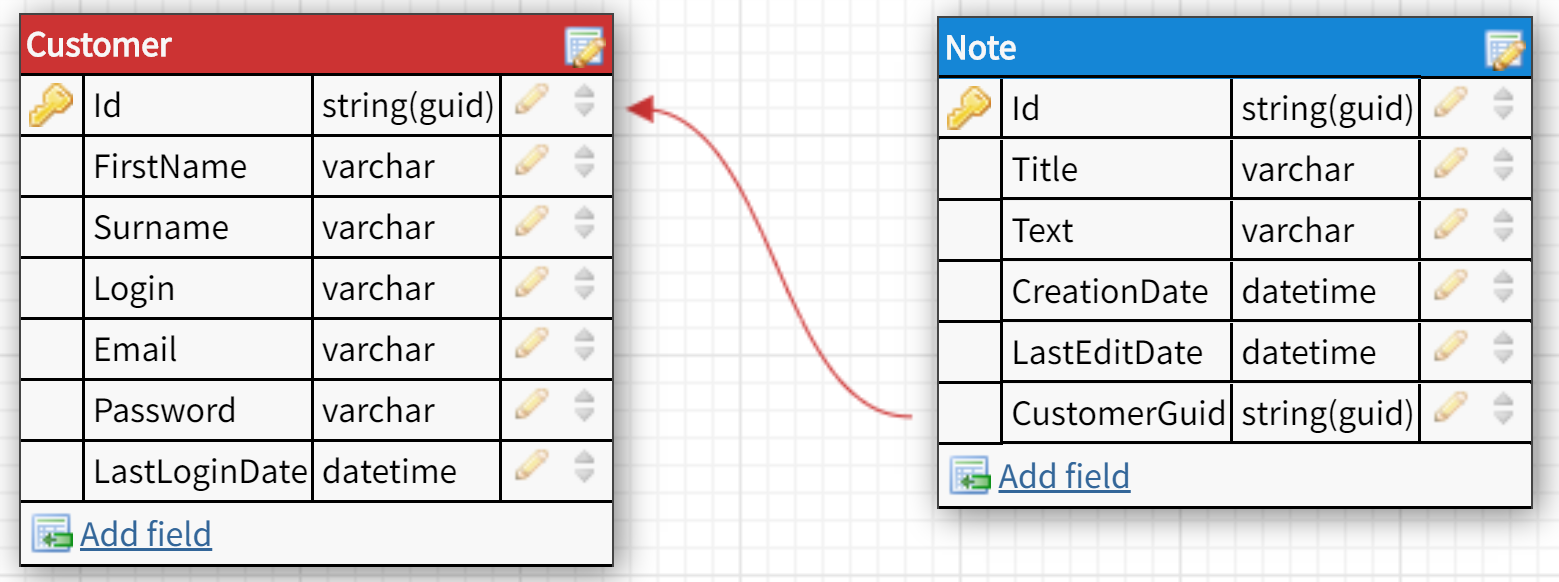 Customer
Id string(guid)
FirstName varchar
Surname varchar
Login varchar
Email varchar
Password varchar
LastLoginDate datetime
Add field
Note
Id string(guid)
Title varchar
Text varchar
CreationDate datetime
LastEditDate datetime
CustomerGuid string(guid)
Add field